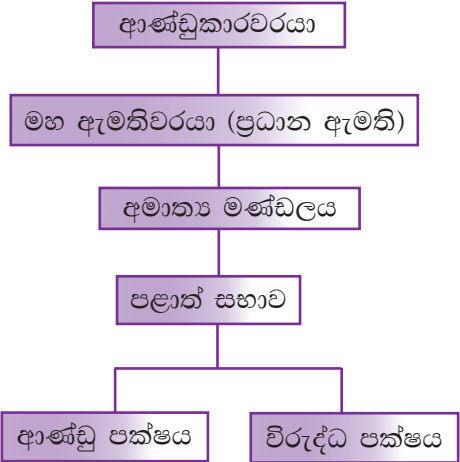 ආණ්ඩුකාරවරයා
මහ ඇමතිවරයා (ප්‍රධාන ඇමති)
අමාත්‍ය මණ්ඩලය
පළාත් සභාව
ආණ්ඩු පක්ෂය
විරුද්ධ පක්ෂය